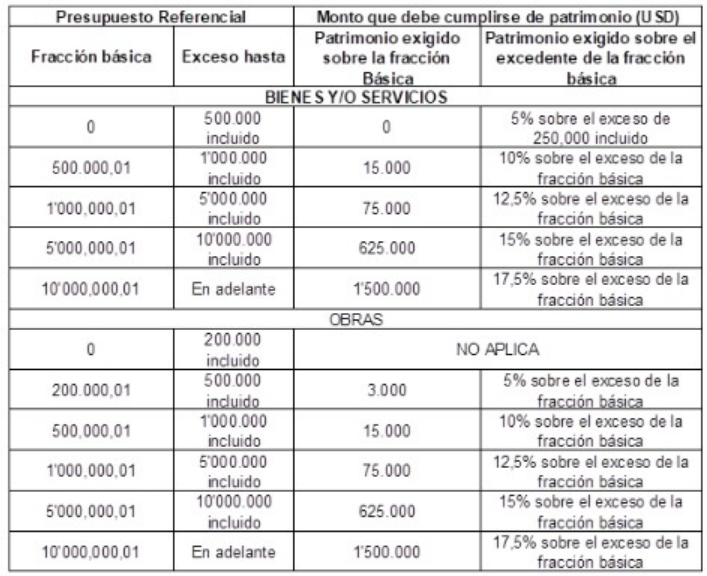 Presupuesto Referencial
Monto que debe cumplirse de patrimonio (USD)
Fracción básica
Exceso hasta
Patrimonio exigido
sobre la fracción
Básica
Patrimonio exigido sobre el
excedente de la fracción
básica
BIENES Y/O SERVICIOS
0
500.000
incluido
0
5% sobre el exceso de
250,000 incluido
500.000,01
1'000.000
incluido
15.000
10% sobre el exceso de la
fracción básica
1'000,000,01
5'000.000
incluido
75.000
12,5% sobre el exceso de la
fracción básica
5'000,000,01
10'000.000
incluido
625.000
15% sobre el exceso de la
fracción básica
10'000,000,01
En adelante
1'500.000
17,5% sobre el exceso de la
fracción básica
OBRAS
0
200.000
incluido
NO APLICA
200.000,01
500.000
incluido
3.000
5% sobre el exceso de la
fracción básica
500,000,01
1'000.000
incluido
15.000
10% sobre el exceso de la
fracción básica
1'000,000,01
5'000.000
incluido
75.000
12,5% sobre el exceso de la
fracción básica
5'000,000,01
10'000.000
incluido
625.000
15% sobre el exceso de la
fracción básica
10'000,000,01
En adelante
1'500.000
17,5% sobre el exceso de la
fracción básica